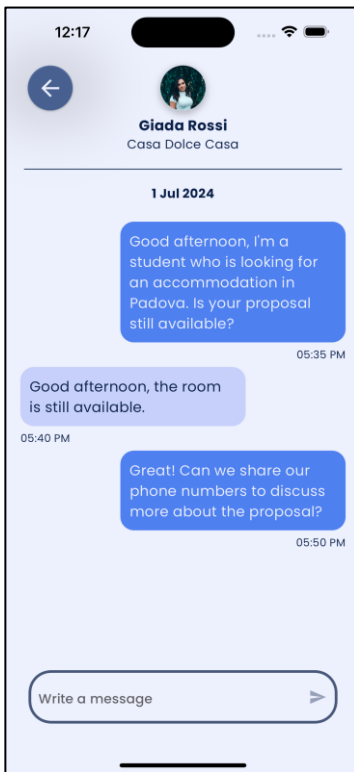 12:17
Giada Rossi
Casa Dolce Casa
1 Jul 2024
Good afternoon, I'm a
student who is looking for
an accommodation in
Padova. Is your proposal
still available?
05:35 PM
Good afternoon, the room
is still available.
05:40 PM
Great! Can we share our
phone numbers to discuss
more about the proposal?
05:50 PM
Write a message